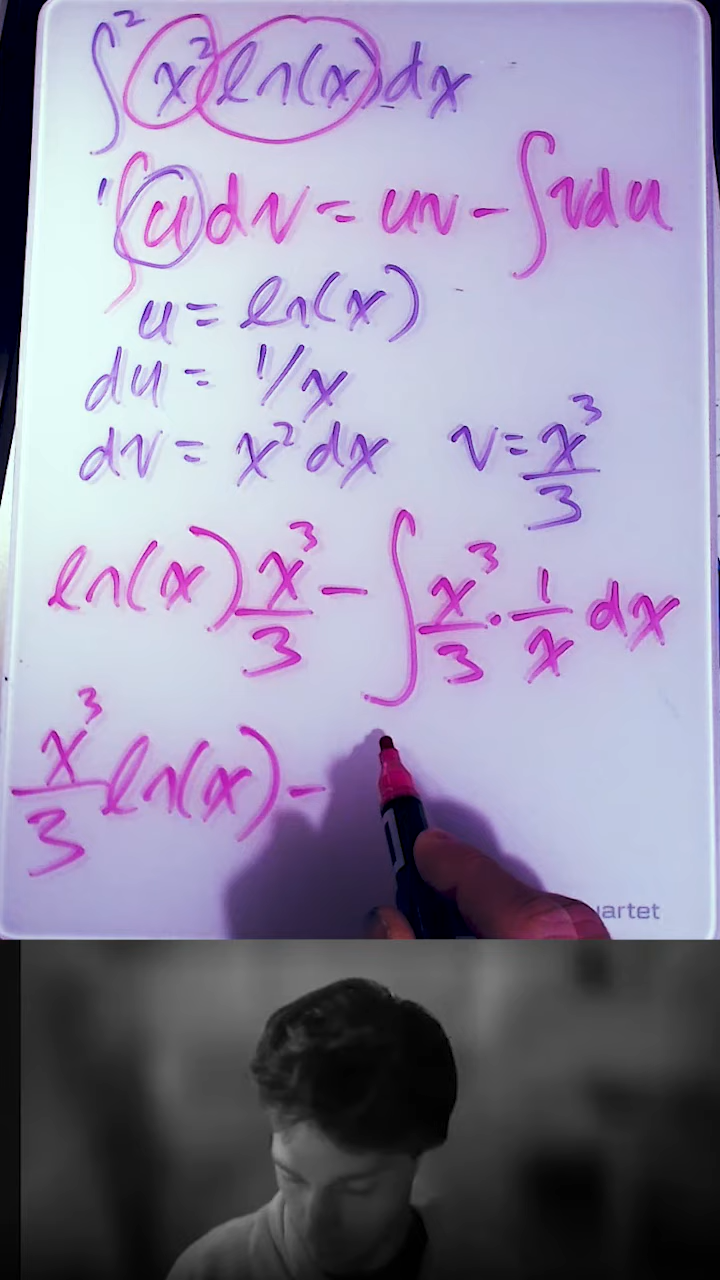 ∫₁² x² ln(x) dx
∫ u dv = uv - ∫ v du
u = ln(x)
du = 1/x
dv = x² dx v = x³/3
ln(x) x³/3 - ∫ x³/3 · 1/x dx
x³/3 ln(x) -